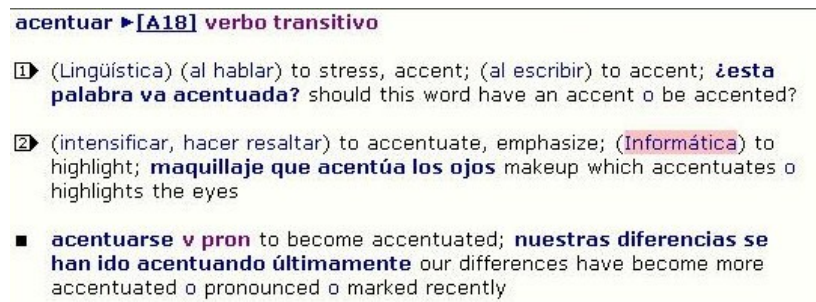 acentuar ►[A18] verbo transitivo
1 (Lingüística) (al hablar) to stress, accent; (al escribir) to accent; ¿esta
palabra va acentuada? should this word have an accent o be accented?
2 (intensificar, hacer resaltar) to accentuate, emphasize; (Informática) to
highlight; maquillaje que acentúa los ojos makeup which accentuates o
highlights the eyes
■ acentuarse v pron to become accentuated; nuestras diferencias se
han ido acentuando últimamente our differences have become more
accentuated o pronounced o marked recently